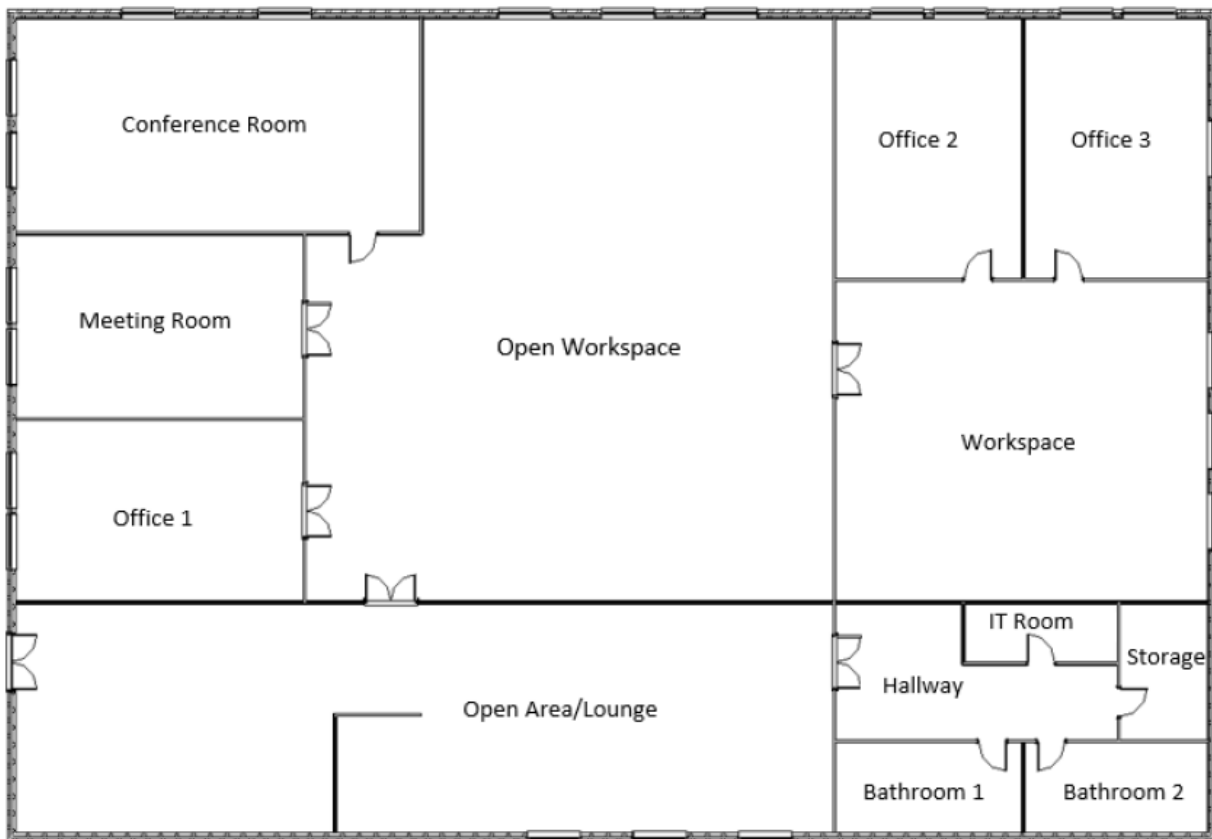 Conference Room
Office 2
Office 3
Meeting Room
Open Workspace
Workspace
Office 1
IT Room
Storage
Hallway
Open Area/Lounge
Bathroom 1
Bathroom 2